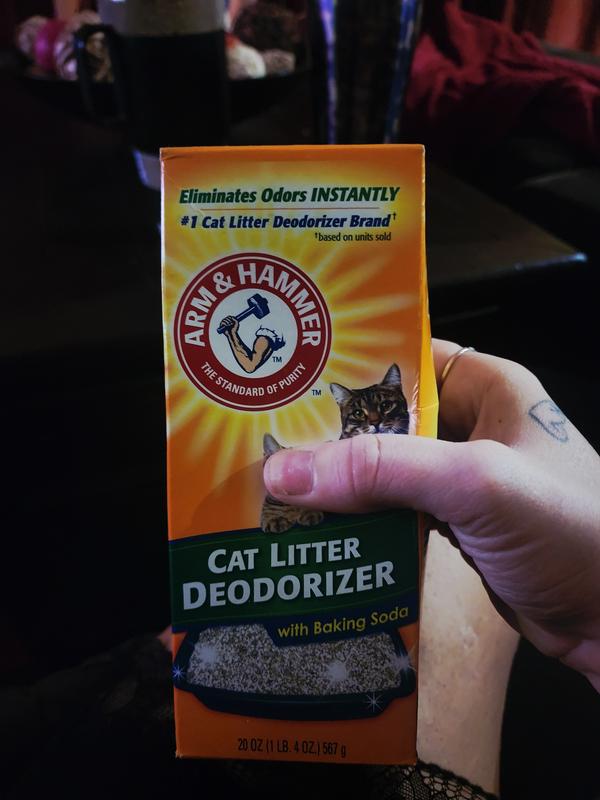 Eliminates Odors INSTANTLY
#1 Cat Litter Deodorizer Brand†
†based on units sold
ARM & HAMMER
THE STANDARD OF PURITY
TM
TM
CAT LITTER
DEODORIZER
with Baking Soda
20 OZ (1 LB. 4 OZ.) 567 g